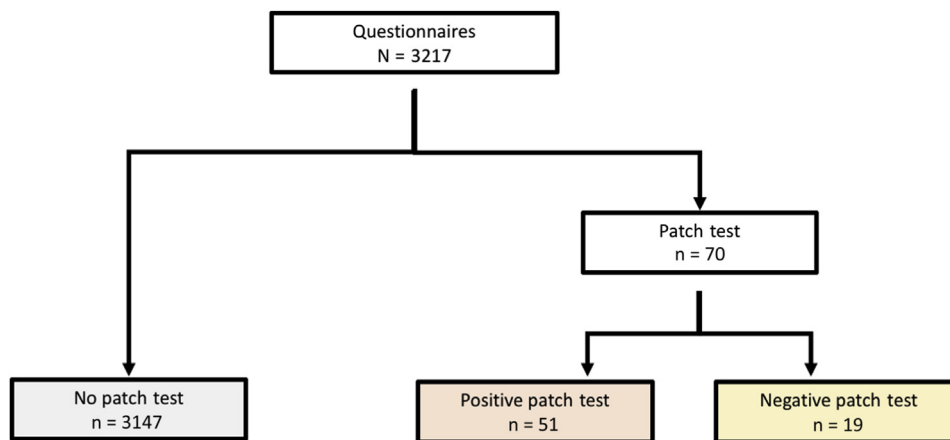 Questionnaires
N = 3217
Patch test
n = 70
No patch test
n = 3147
Positive patch test
n = 51
Negative patch test
n = 19